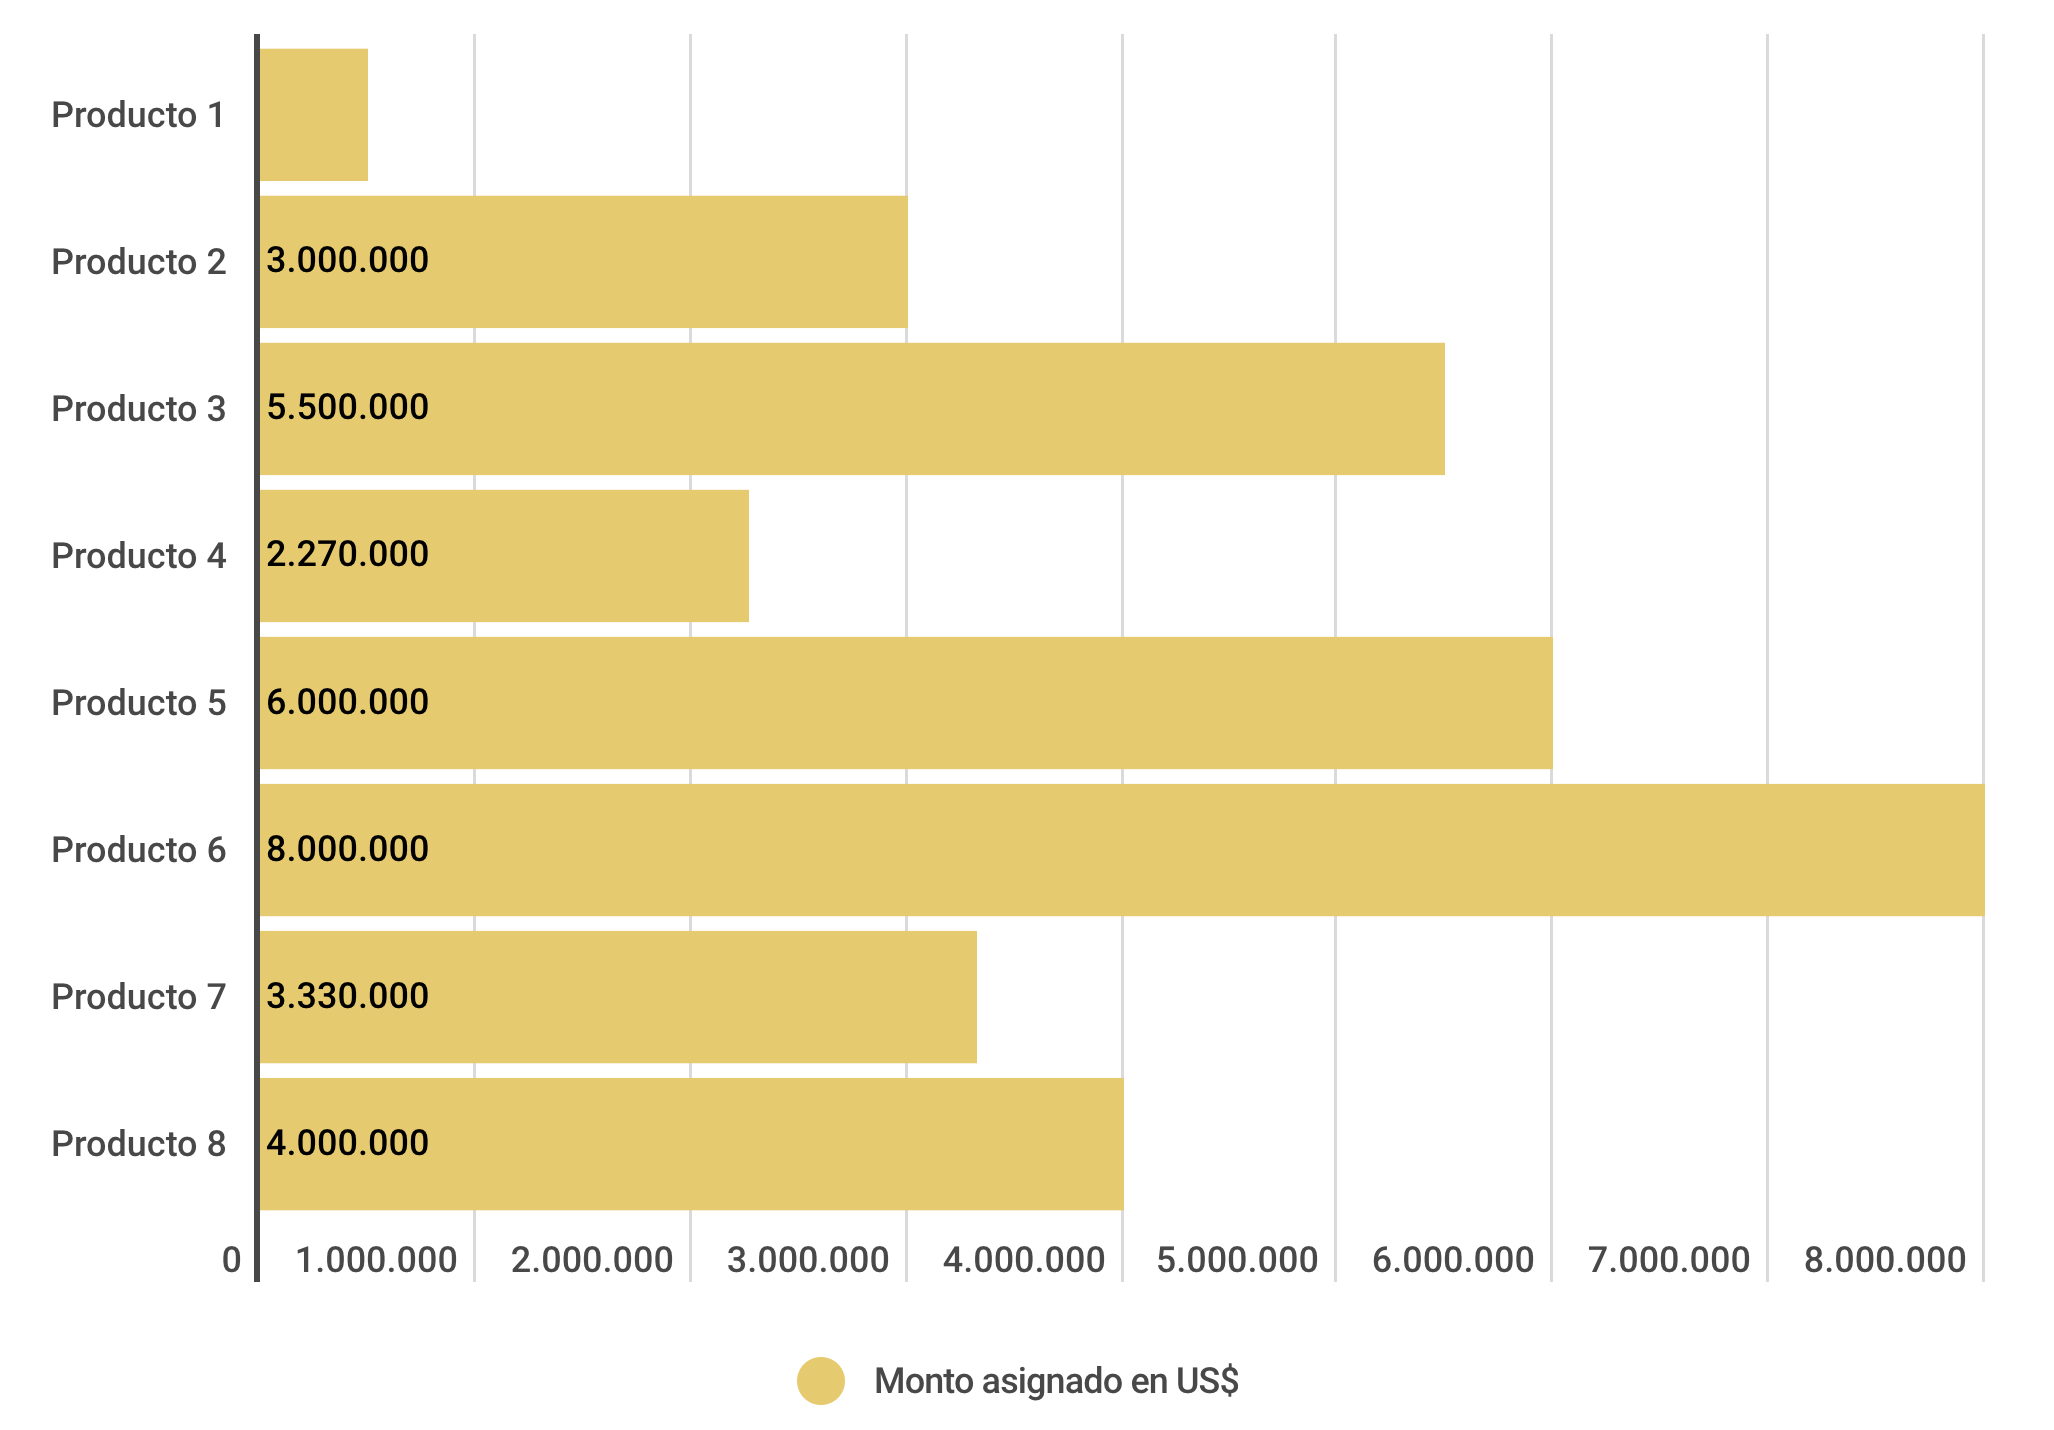 Producto 1
Producto 2
3.000.000
Producto 3
5.500.000
Producto 4
2.270.000
Producto 5
6.000.000
Producto 6
8.000.000
Producto 7
3.330.000
Producto 8
4.000.000
0 1.000.000 2.000.000 3.000.000 4.000.000 5.000.000 6.000.000 7.000.000 8.000.000
Monto asignado en US$